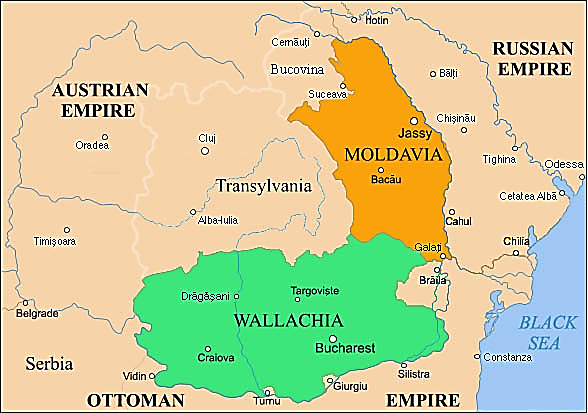 Hotin
Cernăuți
RUSSIAN
EMPIRE
Bucovina
Bălți
AUSTRIAN
EMPIRE
Suceava
Chișinău
Jassy
Cluj
Oradea
MOLDAVIA
Tighina
Odessa
Bacău
Transylvania
Cetatea Albă
Alba-Iulia
Cahul
Timișoara
Galați
Chilia
Brăila
Targoviște
Drăgășani
Belgrade
WALLACHIA
BLACK
SEA
Bucharest
Craiova
Constanza
Serbia
Silistra
Vidin
Giurgiu
Turnu
OTTOMAN
EMPIRE